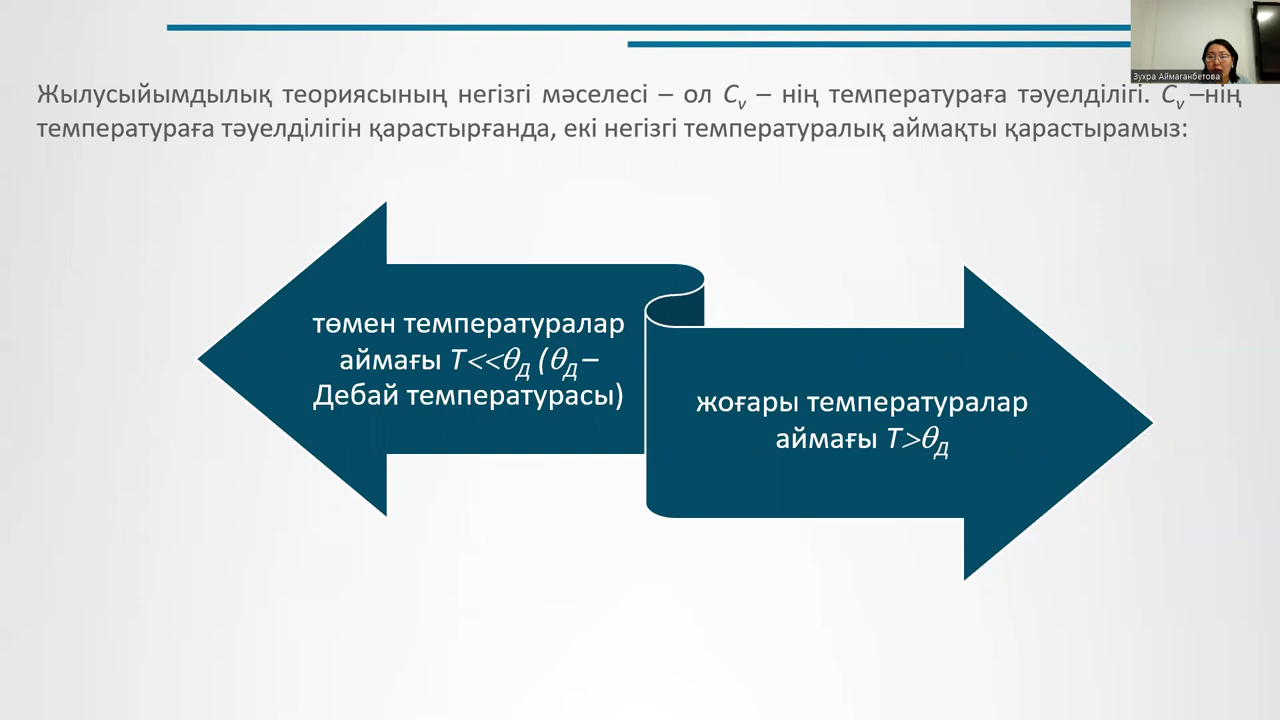 Зухра Аймаганбетова
Жылусыйымдылық теориясының негізгі мәселесі – ол Cv – нің температураға тәуелділігі. Cv –нің
температураға тәуелділігін қарастырғанда, екі негізгі температуралық аймақты қарастырамыз:
төмен температуралар
аймағы T<<θД (θД –
Дебай температурасы)
жоғары температуралар
аймағы T>θД